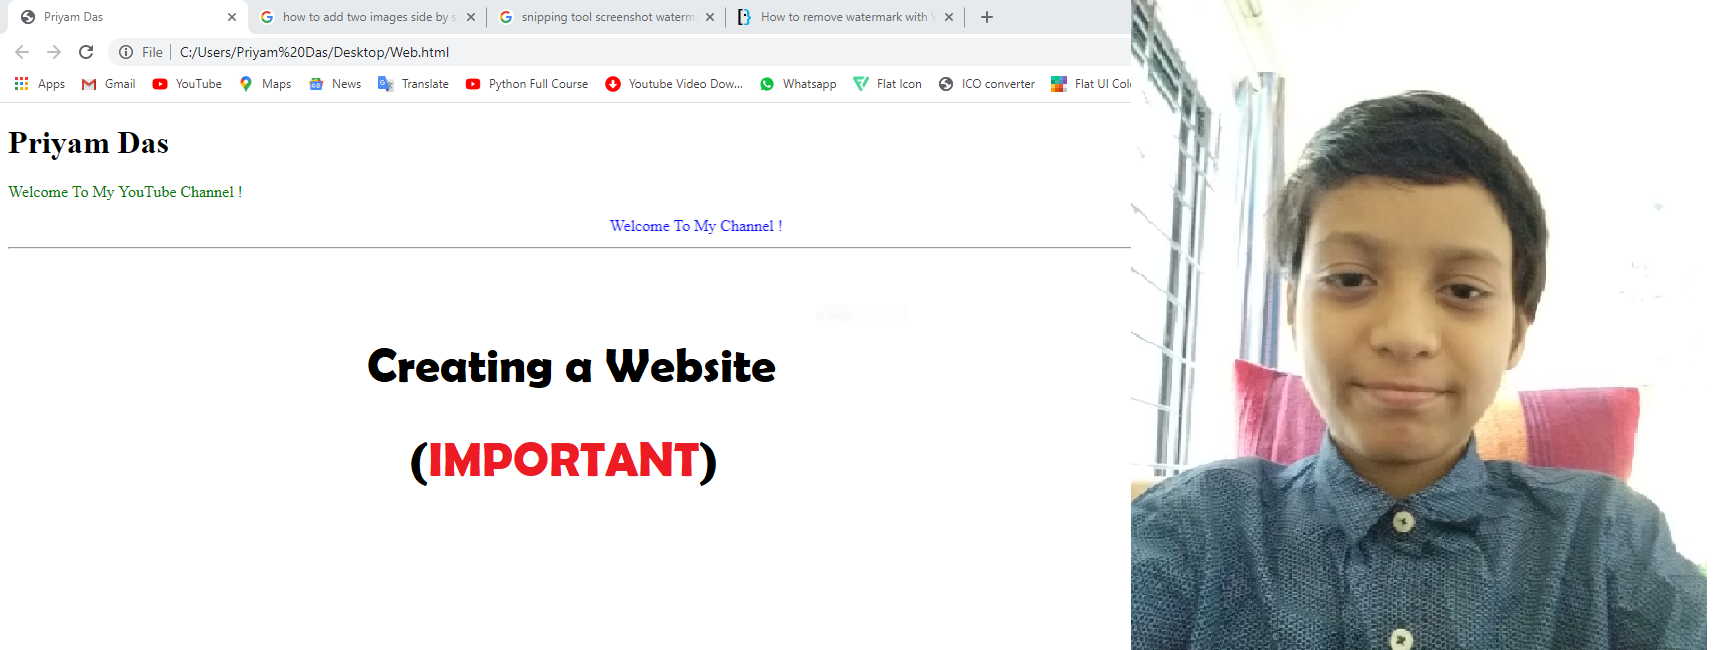 Priyam Das
how to add two images side by s
snipping tool screenshot waterm
How to remove watermark with
File
C:/Users/Priyam%20Das/Desktop/Web.html
Apps
Gmail
YouTube
Maps
News
Translate
Python Full Course
Youtube Video Dow...
Whatsapp
Flat Icon
ICO converter
Flat UI Col
Priyam Das
Welcome To My YouTube Channel !
Welcome To My Channel !
Creating a Website
(IMPORTANT)